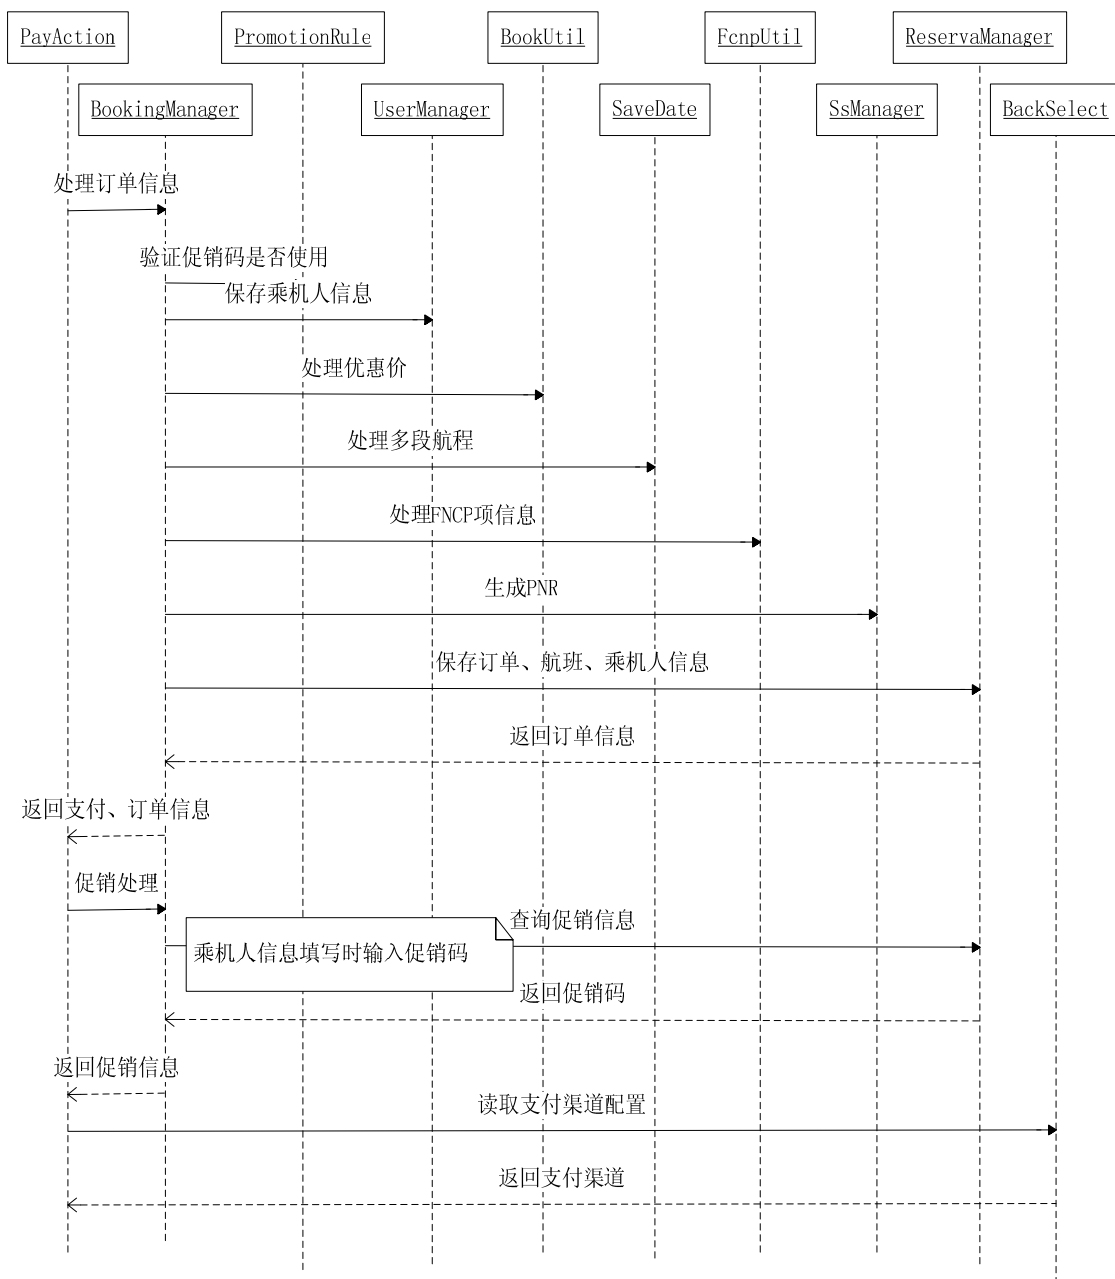 PayAction
PromotionRule
BookUtil
FcnpUtil
ReservaManager
BookingManager
UserManager
SaveDate
SsManager
BackSelect
处理订单信息
验证促销码是否使用
保存乘机人信息
处理优惠价
处理多段航程
处理FNCP项信息
生成PNR
保存订单、航班、乘机人信息
返回订单信息
返回支付、订单信息
促销处理
查询促销信息
乘机人信息填写时输入促销码
返回促销码
返回促销信息
读取支付渠道配置
返回支付渠道